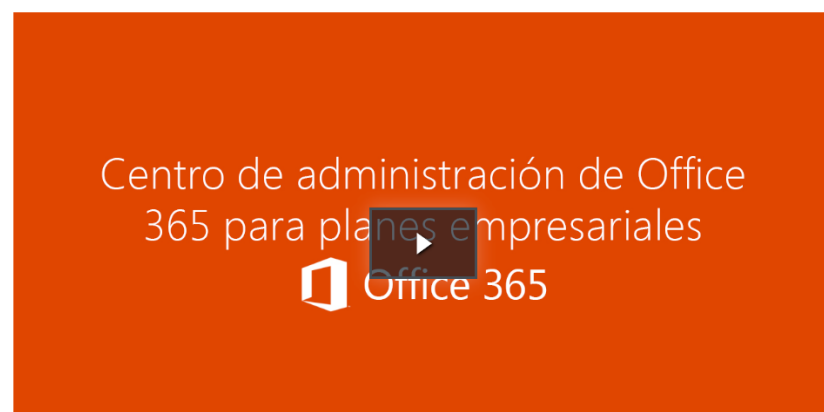 Centro de administración de Office
365 para planes empresariales
Office 365